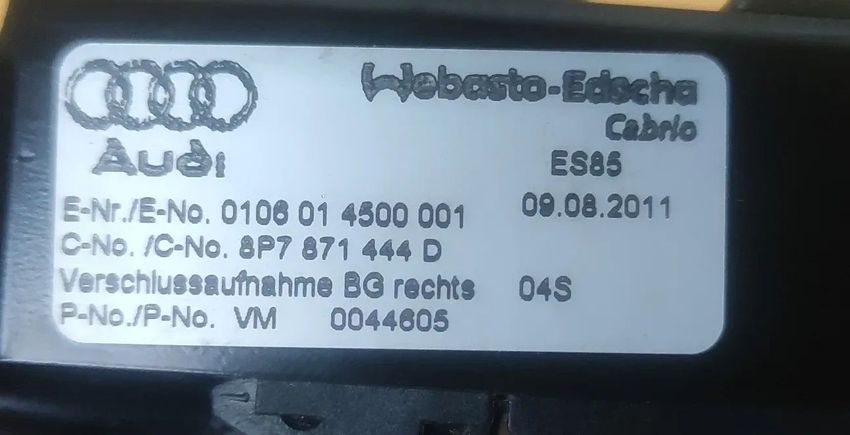 Webasto-Edscha
Cabrio
Audi
ES85
E-Nr./E-No. 0106 01 4500 001 09.08.2011
C-No. /C-No. 8P7 871 444 D
Verschlussaufnahme BG rechts 04S
P-No./P-No. VM 0044605